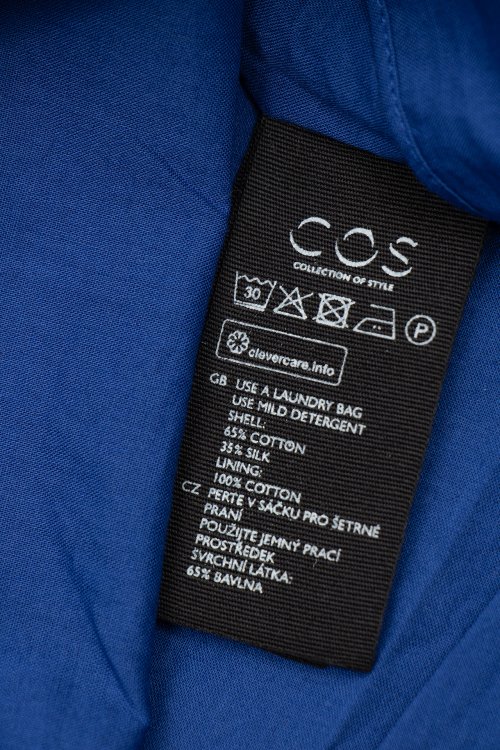 COS
COLLECTION OF STYLE
30
P
clevercare.info
GB USE A LAUNDRY BAG
USE MILD DETERGENT
SHELL:
65% COTTON
35% SILK
LINING:
100% COTTON
CZ PERTE V SÁČKU PRO ŠETRNÉ
PRANÍ
POUŽIJTE JEMNÝ PRACÍ
PROSTŘEDEK
SVRCHNÍ LÁTKA:
65% BAVLNA